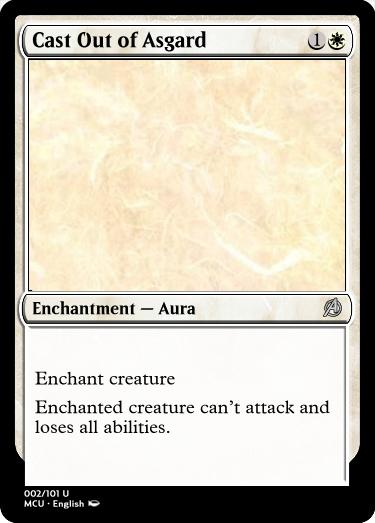 Cast Out of Asgard 1
Enchantment — Aura
Enchant creature
Enchanted creature can't attack and
loses all abilities.
002/101 U
MCU • English